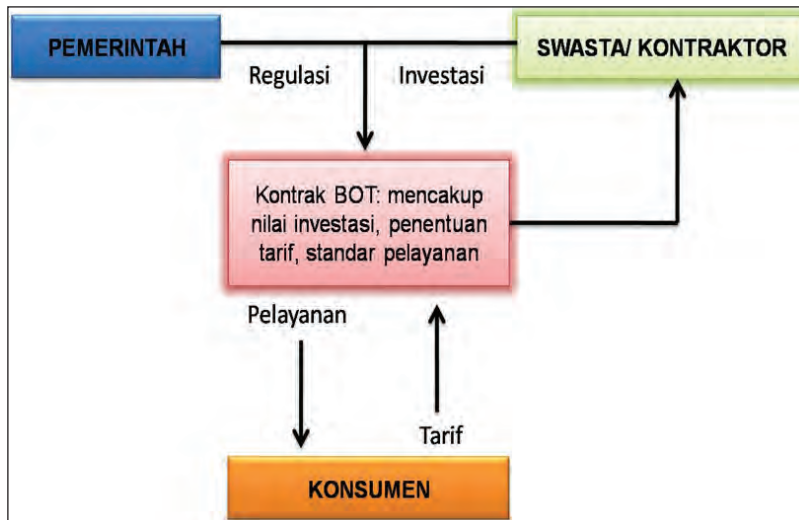 PEMERINTAH
SWASTA/ KONTRAKTOR
Regulasi
Investasi
Kontrak BOT: mencakup
nilai investasi, penentuan
tarif, standar pelayanan
Pelayanan
Tarif
KONSUMEN